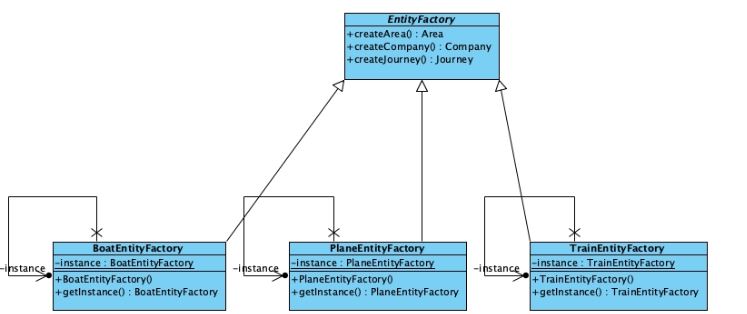 EntityFactory
+createArea() : Area
+createCompany() : Company
+createJourney() : Journey
BoatEntityFactory
-instance : BoatEntityFactory
+BoatEntityFactory()
+getInstance() : BoatEntityFactory
-instance
PlaneEntityFactory
-instance : PlaneEntityFactory
+PlaneEntityFactory()
+getInstance() : PlaneEntityFactory
-instance
TrainEntityFactory
-instance : TrainEntityFactory
+TrainEntityFactory()
+getInstance() : TrainEntityFactory
-instance